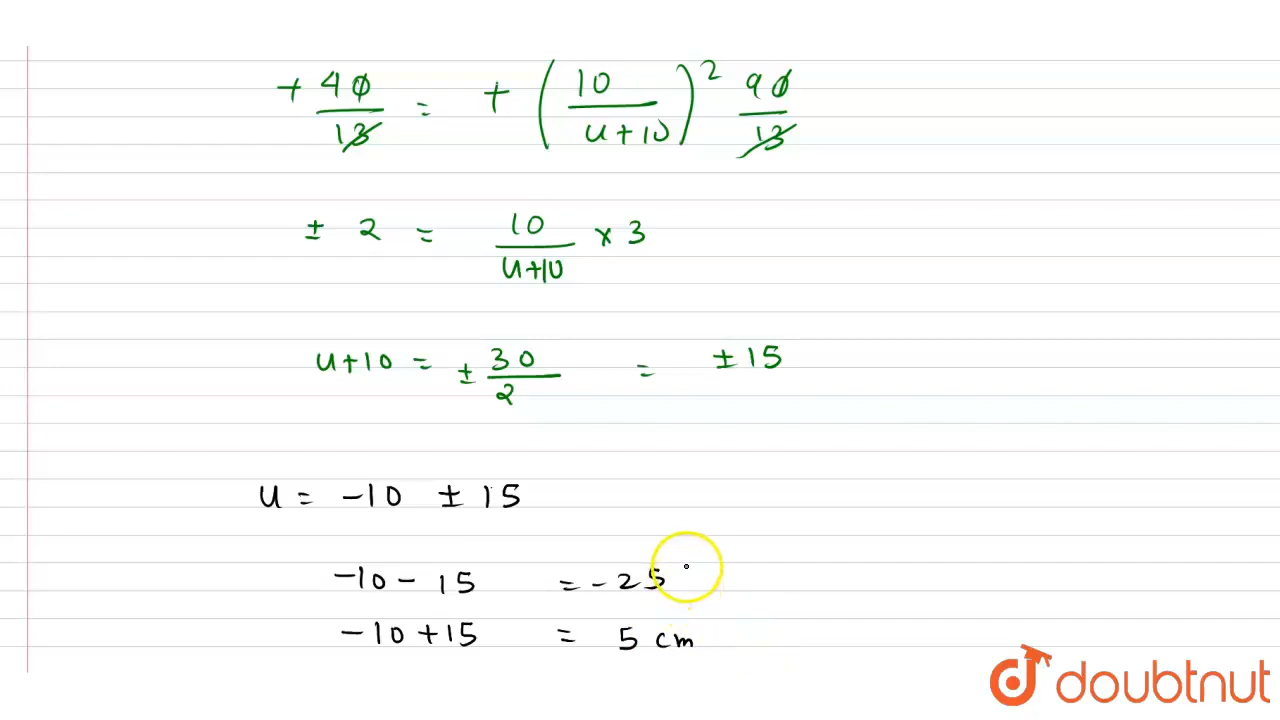 + 40/13 = + (10/(u+10))² 90/13
± 2 = 10/(u+10) × 3
u+10 = ± 30/2 = ±15
u = -10 ± 15
-10 - 15 = -25
-10 + 15 = 5 cm
doubtnut